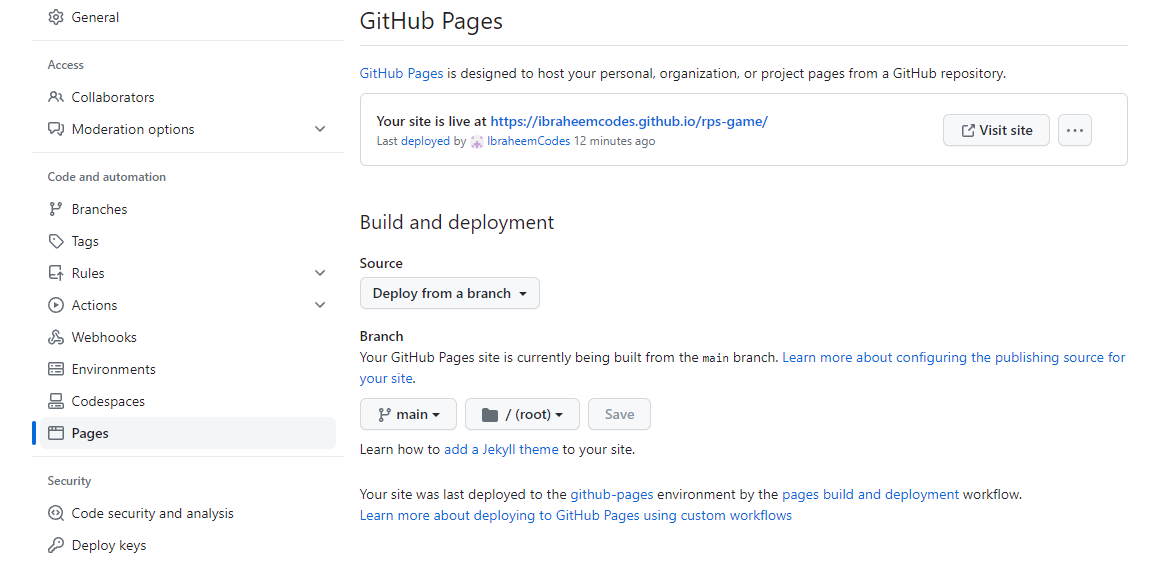 General
Access
Collaborators
Moderation options
Code and automation
Branches
Tags
Rules
Actions
Webhooks
Environments
Codespaces
Pages
Security
Code security and analysis
Deploy keys
GitHub Pages
GitHub Pages is designed to host your personal, organization, or project pages from a GitHub repository.
Your site is live at https://ibraheemcodes.github.io/rps-game/
Last deployed by IbraheemCodes 12 minutes ago
Visit site
Build and deployment
Source
Deploy from a branch
Branch
Your GitHub Pages site is currently being built from the main branch. Learn more about configuring the publishing source for
your site.
main
/ (root)
Save
Learn how to add a Jekyll theme to your site.
Your site was last deployed to the github-pages environment by the pages build and deployment workflow.
Learn more about deploying to GitHub Pages using custom workflows